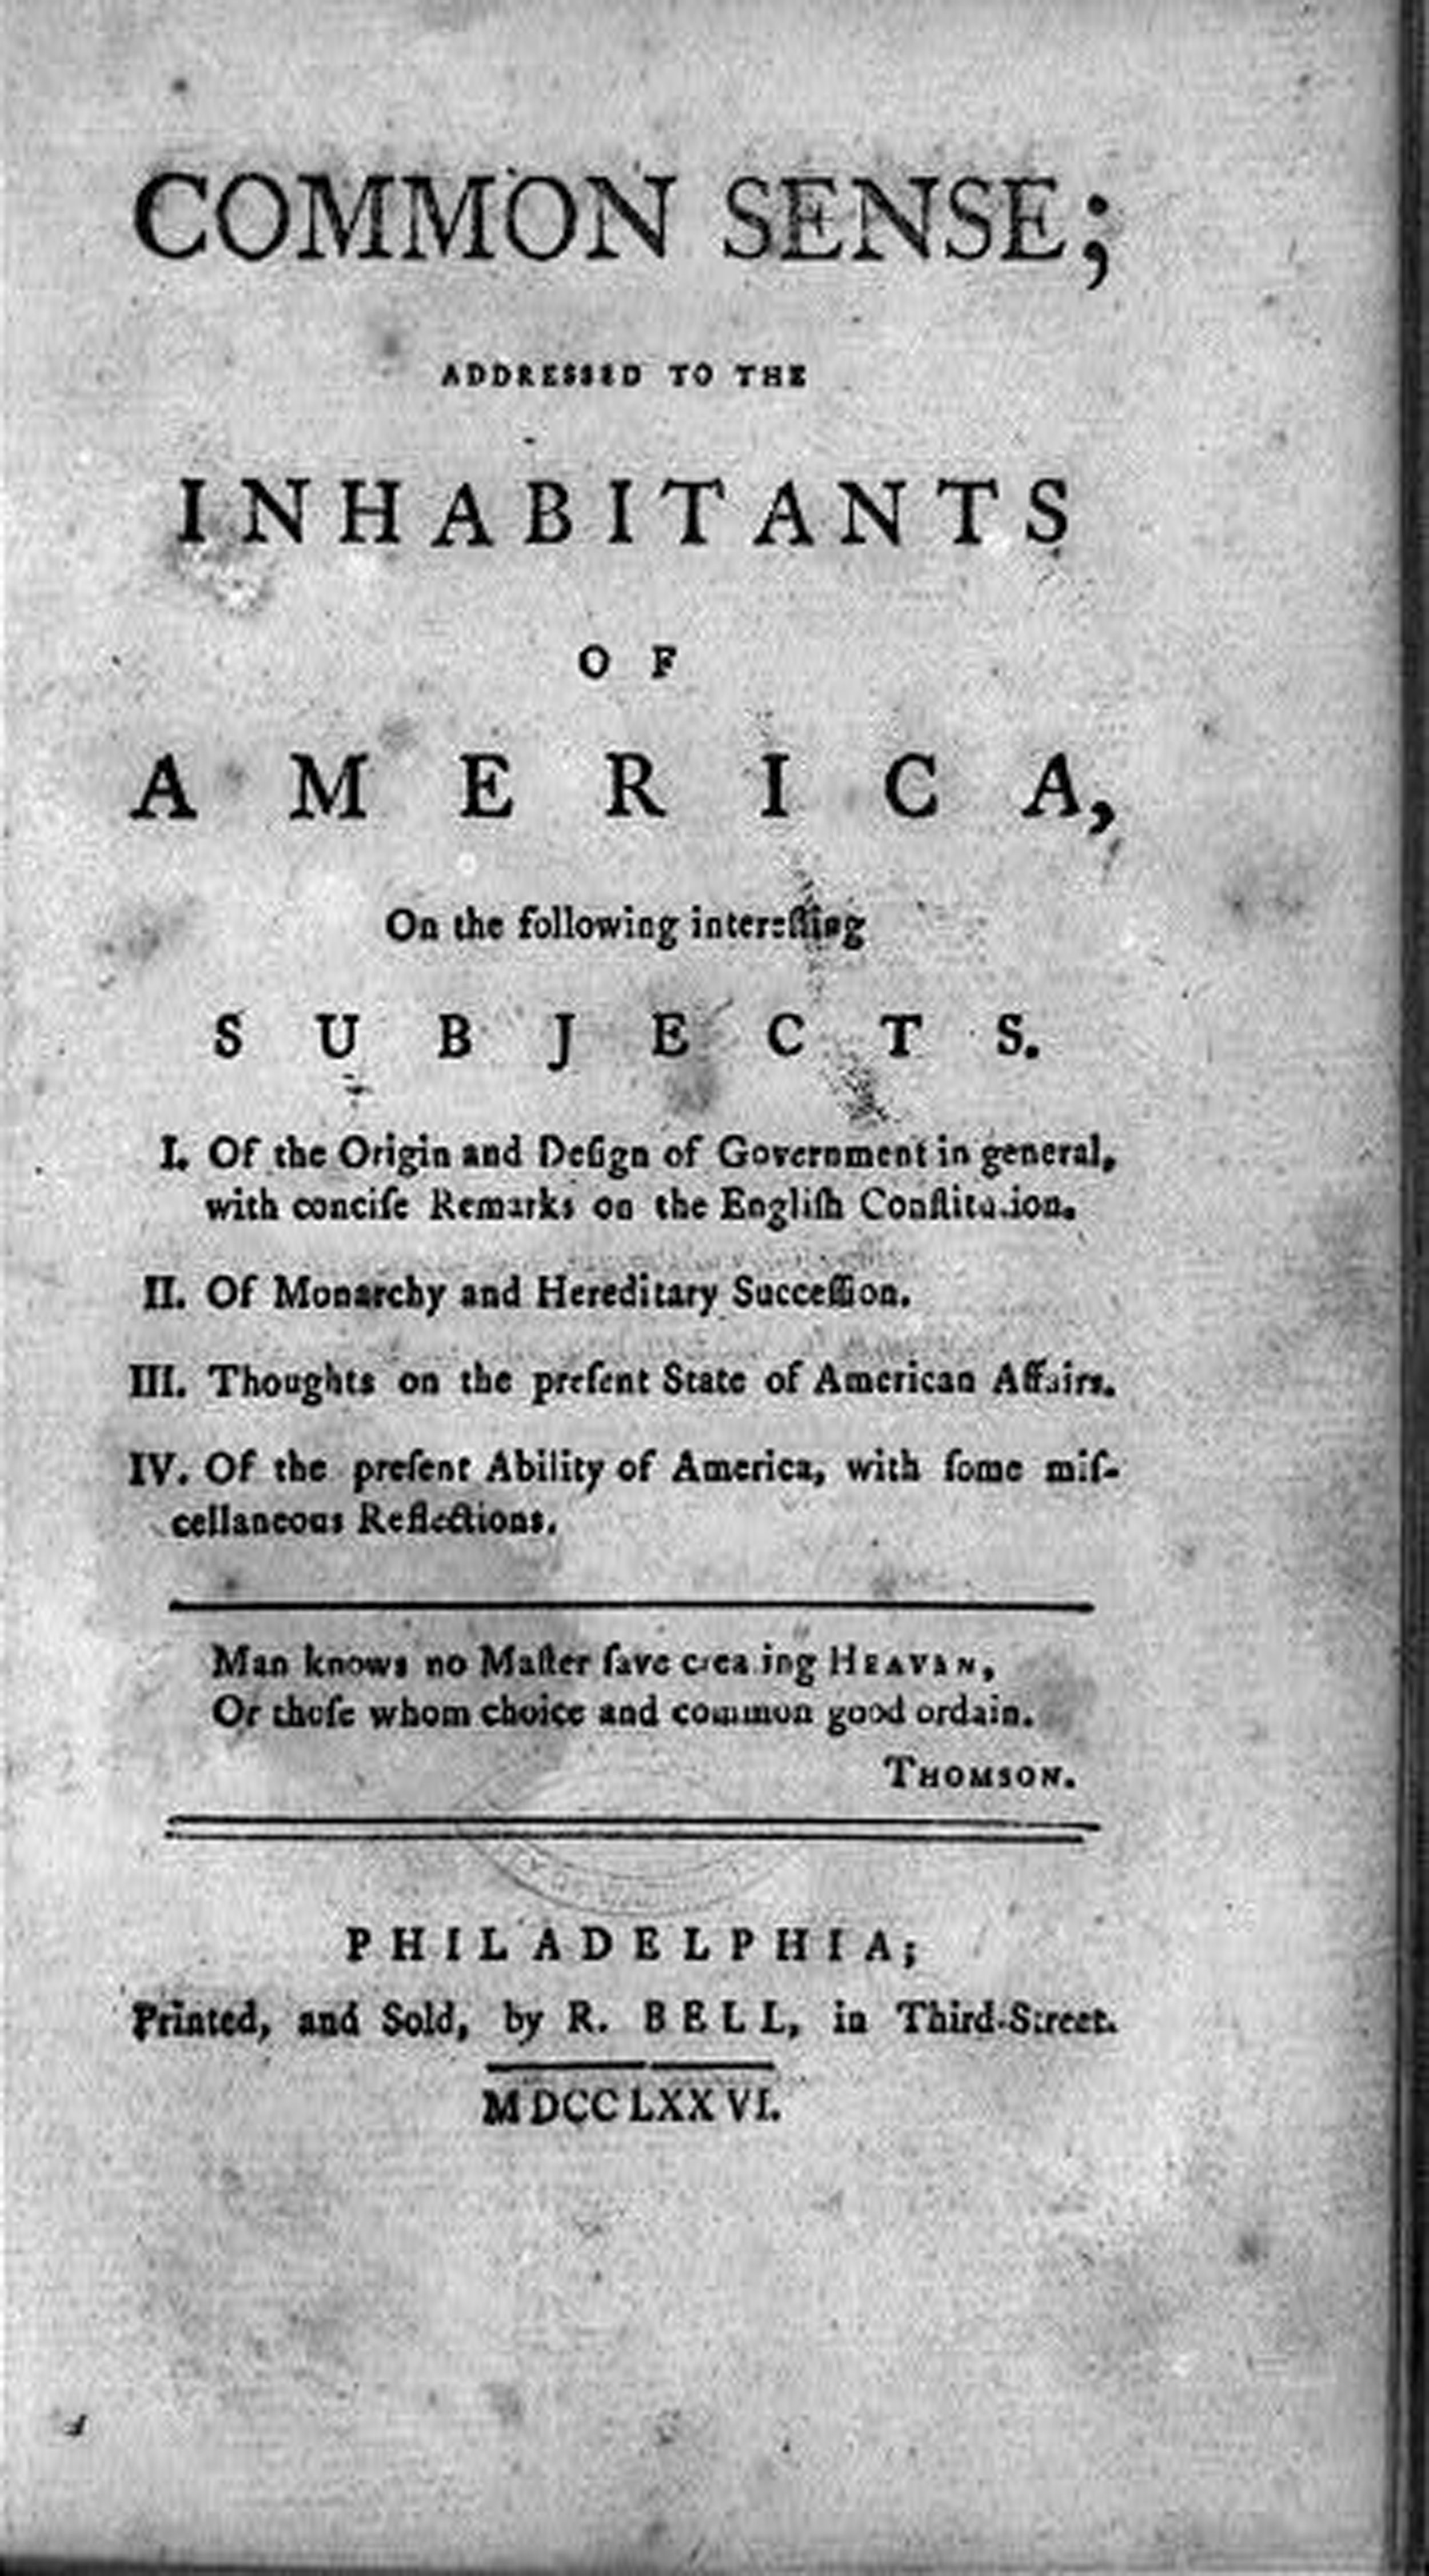 COMMON SENSE;
ADDRESSED TO THE
INHABITANTS
OF
AMERICA,
On the following intereſting
SUBJECTS.
I. Of the Origin and Deſign of Government in general,
with conciſe Remarks on the Engliſh Conſtitution.
II. Of Monarchy and Hereditary Succeſſion.
III. Thoughts on the preſent State of American Affairs.
IV. Of the preſent Ability of America, with ſome miſ-
cellaneous Reflections.
Man knows no Maſter ſave creating HEAVEN,
Or thoſe whom choice and common good ordain.
THOMSON.
PHILADELPHIA;
Printed, and Sold, by R. BELL, in Third-Street.
MDCCLXXVI.